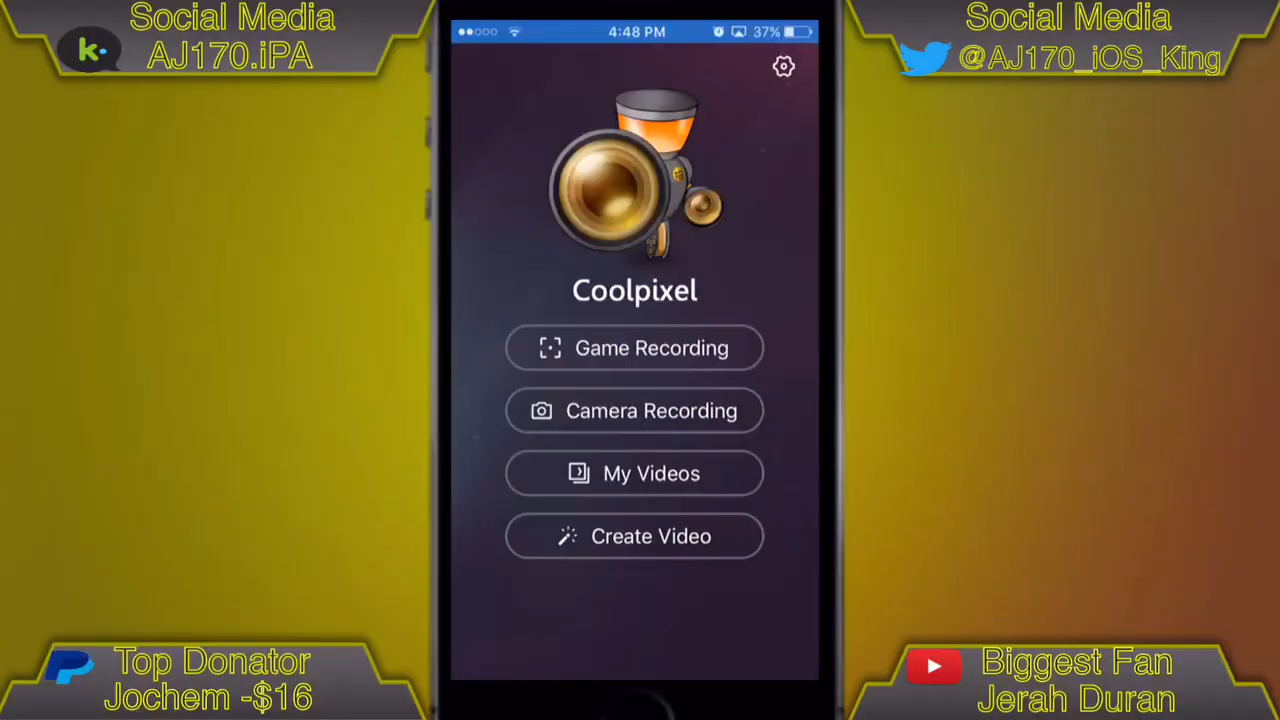 Social Media
k.
AJ170.iPA
4:48 PM
37%
Social Media
@AJ170_iOS_King
Coolpixel
Game Recording
Camera Recording
My Videos
Create Video
Top Donator
Jochem -$16
Biggest Fan
Jerah Duran